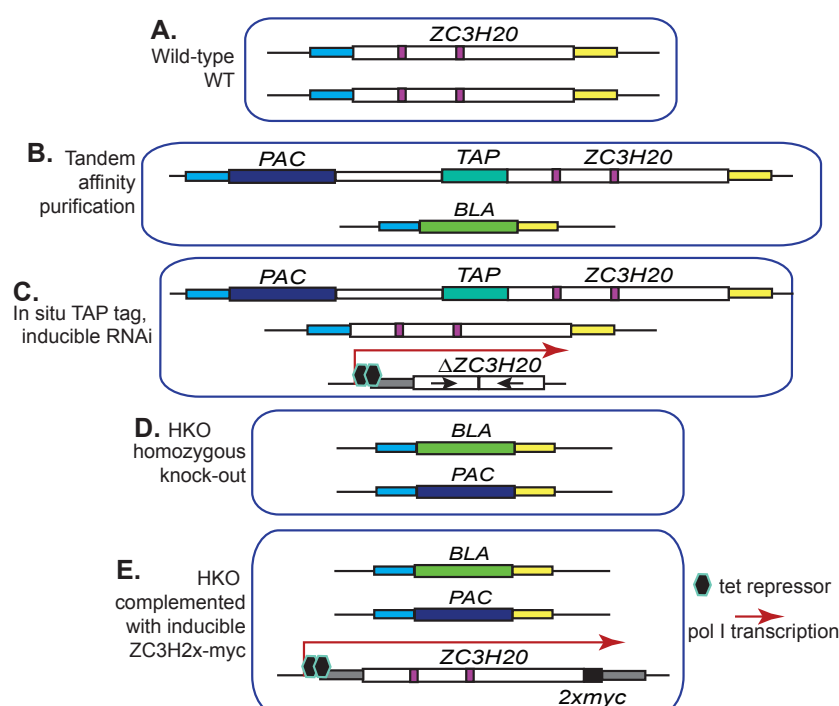 A.
Wild-type
WT
ZC3H20
B.
Tandem
affinity
purification
PAC
TAP
ZC3H20
BLA
C.
In situ TAP tag,
inducible RNAi
PAC
TAP
ZC3H20
ΔZC3H20
D. HKO
homozygous
knock-out
BLA
PAC
E.
HKO
complemented
with inducible
ZC3H2x-myc
BLA
PAC
ZC3H20
2xmyc
tet repressor
pol I transcription